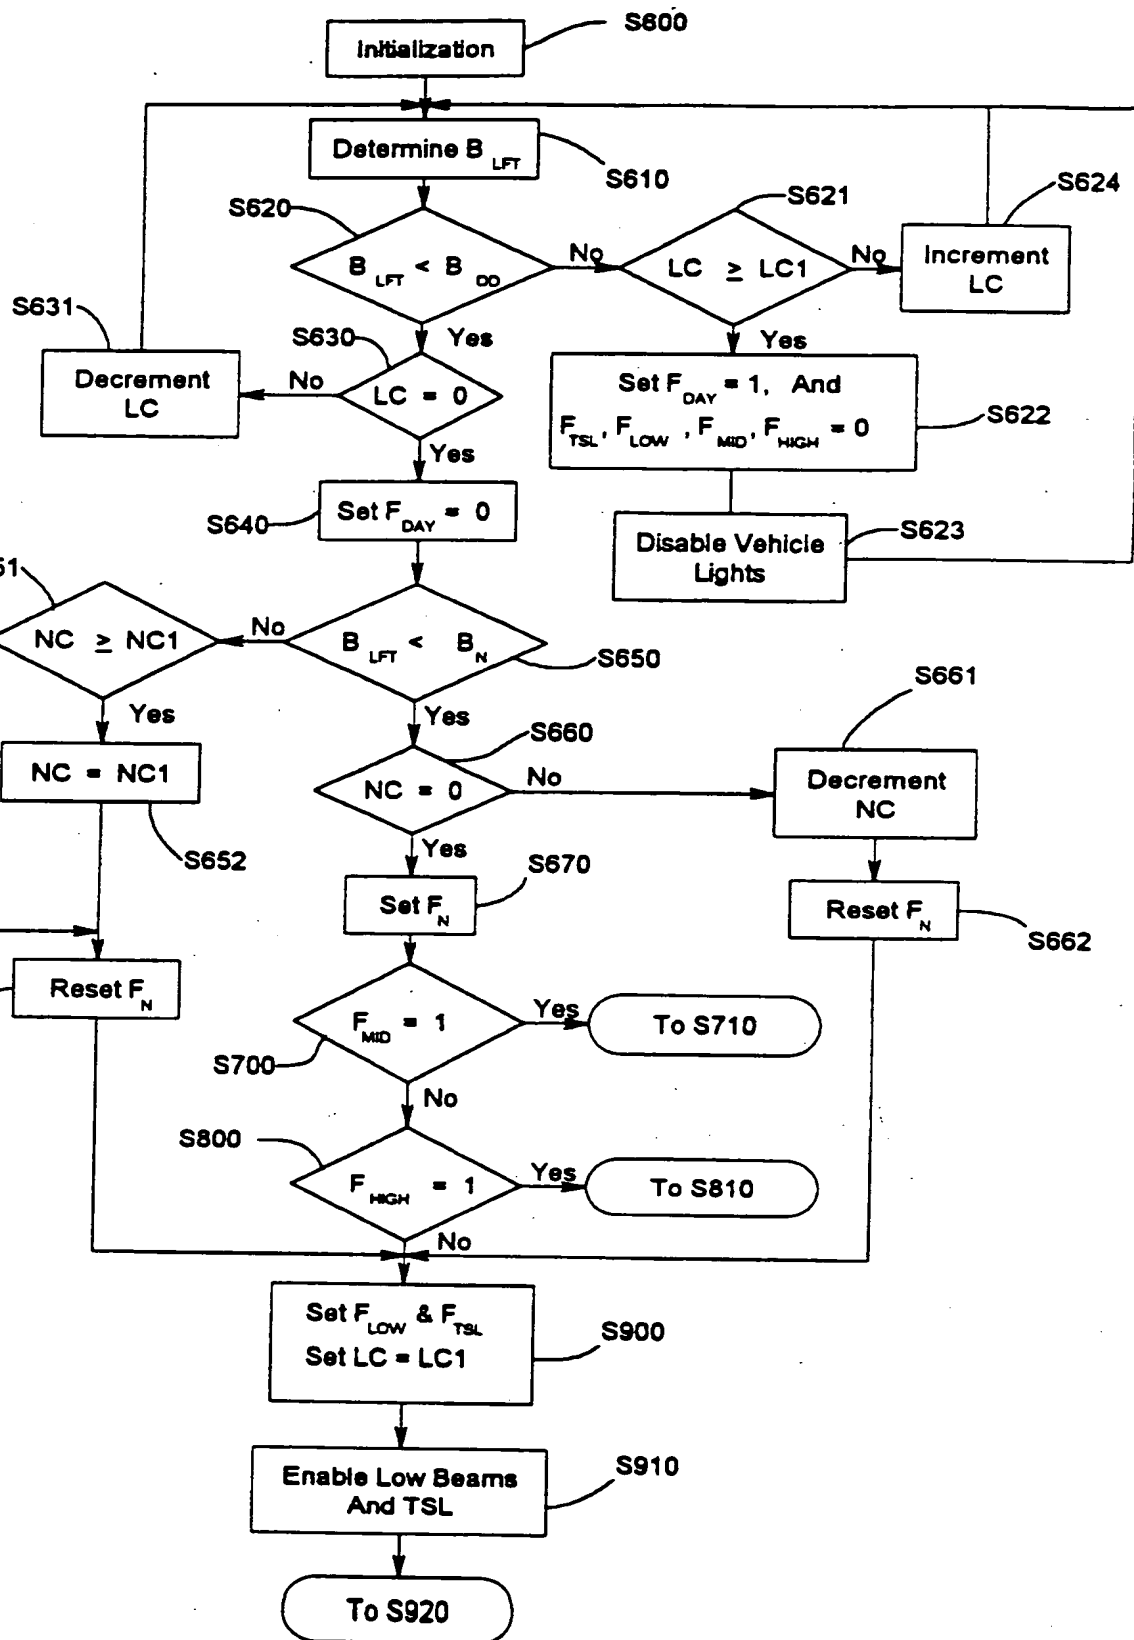 S600
Initialization
Determine B LFT
S610
S620
B LFT < B DD
No
S621
LC ≥ LC1
No
S624
Increment
LC
Yes
S631
Decrement
LC
No
S630
LC = 0
Yes
Yes
Set F DAY = 1, And
F TSL, F LOW, F MID, F HIGH = 0
S622
S640
Set F DAY = 0
Disable Vehicle
Lights
S623
51
NC ≥ NC1
No
B LFT < B N
S650
Yes
Yes
NC = NC1
S652
S660
NC = 0
No
S661
Decrement
NC
Yes
S670
Set F N
Reset F N
S662
Reset F N
F MID = 1
Yes
To S710
S700
No
S800
F HIGH = 1
Yes
To S810
No
Set F LOW & F TSL
Set LC = LC1
S900
Enable Low Beams
And TSL
S910
To S920